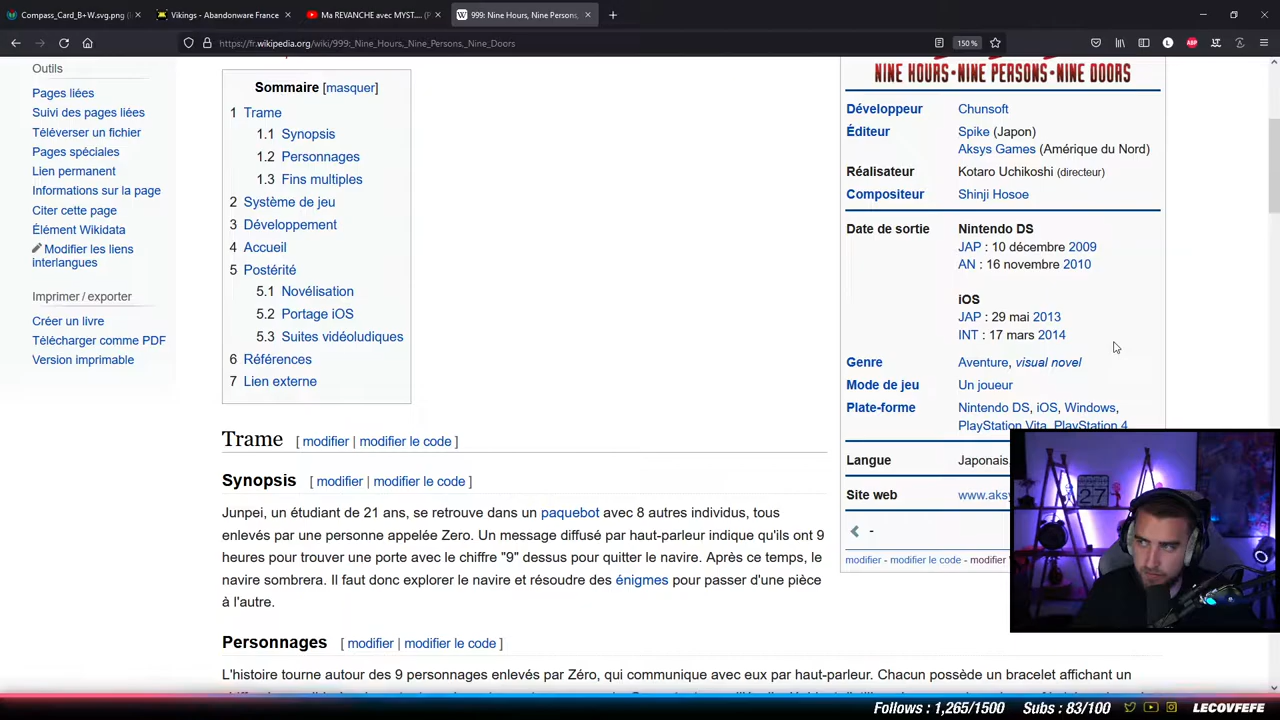 Compass_Card_B+W.svg.png (
Vikings - Abandonware France
Ma REVANCHE avec MYST....
999: Nine Hours, Nine Persons,
https://fr.wikipedia.org/wiki/999:_Nine_Hours,_Nine_Persons,_Nine_Doors
150 %
Outils
Pages liées
Suivi des pages liées
Téléverser un fichier
Pages spéciales
Lien permanent
Informations sur la page
Citer cette page
Élément Wikidata
Modifier les liens
interlangues
Imprimer / exporter
Créer un livre
Télécharger comme PDF
Version imprimable
Sommaire [masquer]
1 Trame
1.1 Synopsis
1.2 Personnages
1.3 Fins multiples
2 Système de jeu
3 Développement
4 Accueil
5 Postérité
5.1 Novélisation
5.2 Portage iOS
5.3 Suites vidéoludiques
6 Références
7 Lien externe
Trame [ modifier | modifier le code ]
Synopsis [ modifier | modifier le code ]
Junpei, un étudiant de 21 ans, se retrouve dans un paquebot avec 8 autres individus, tous
enlevés par une personne appelée Zero. Un message diffusé par haut-parleur indique qu'ils ont 9
heures pour trouver une porte avec le chiffre "9" dessus pour quitter le navire. Après ce temps, le
navire sombrera. Il faut donc explorer le navire et résoudre des énigmes pour passer d'une pièce
à l'autre.
Personnages [ modifier | modifier le code ]
L'histoire tourne autour des 9 personnages enlevés par Zéro, qui communique avec eux par haut-parleur. Chacun possède un bracelet affichant un
NINE HOURS•NINE PERSONS•NINE DOORS
Développeur Chunsoft
Éditeur Spike (Japon)
Aksys Games (Amérique du Nord)
Réalisateur Kotaro Uchikoshi (directeur)
Compositeur Shinji Hosoe
Date de sortie Nintendo DS
JAP : 10 décembre 2009
AN : 16 novembre 2010
iOS
JAP : 29 mai 2013
INT : 17 mars 2014
Genre Aventure, visual novel
Mode de jeu Un joueur
Plate-forme Nintendo DS, iOS, Windows,
PlayStation Vita, PlayStation 4
Langue Japonais
Site web www.aks
-
modifier - modifier le code - modifier
27
Follows : 1,265/1500 Subs : 83/100 LECOVFEFE